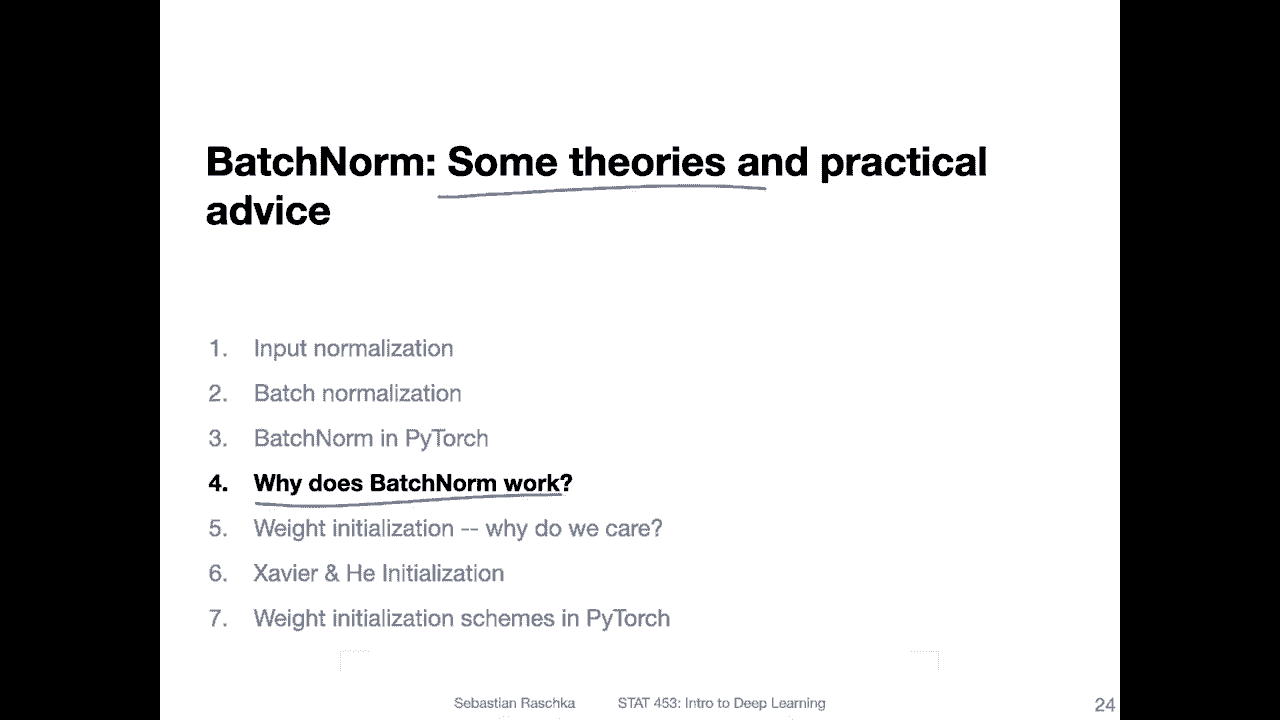 BatchNorm: Some theories and practical
advice
1. Input normalization
2. Batch normalization
3. BatchNorm in PyTorch
4. Why does BatchNorm work?
5. Weight initialization -- why do we care?
6. Xavier & He Initialization
7. Weight initialization schemes in PyTorch
Sebastian Raschka STAT 453: Intro to Deep Learning 24